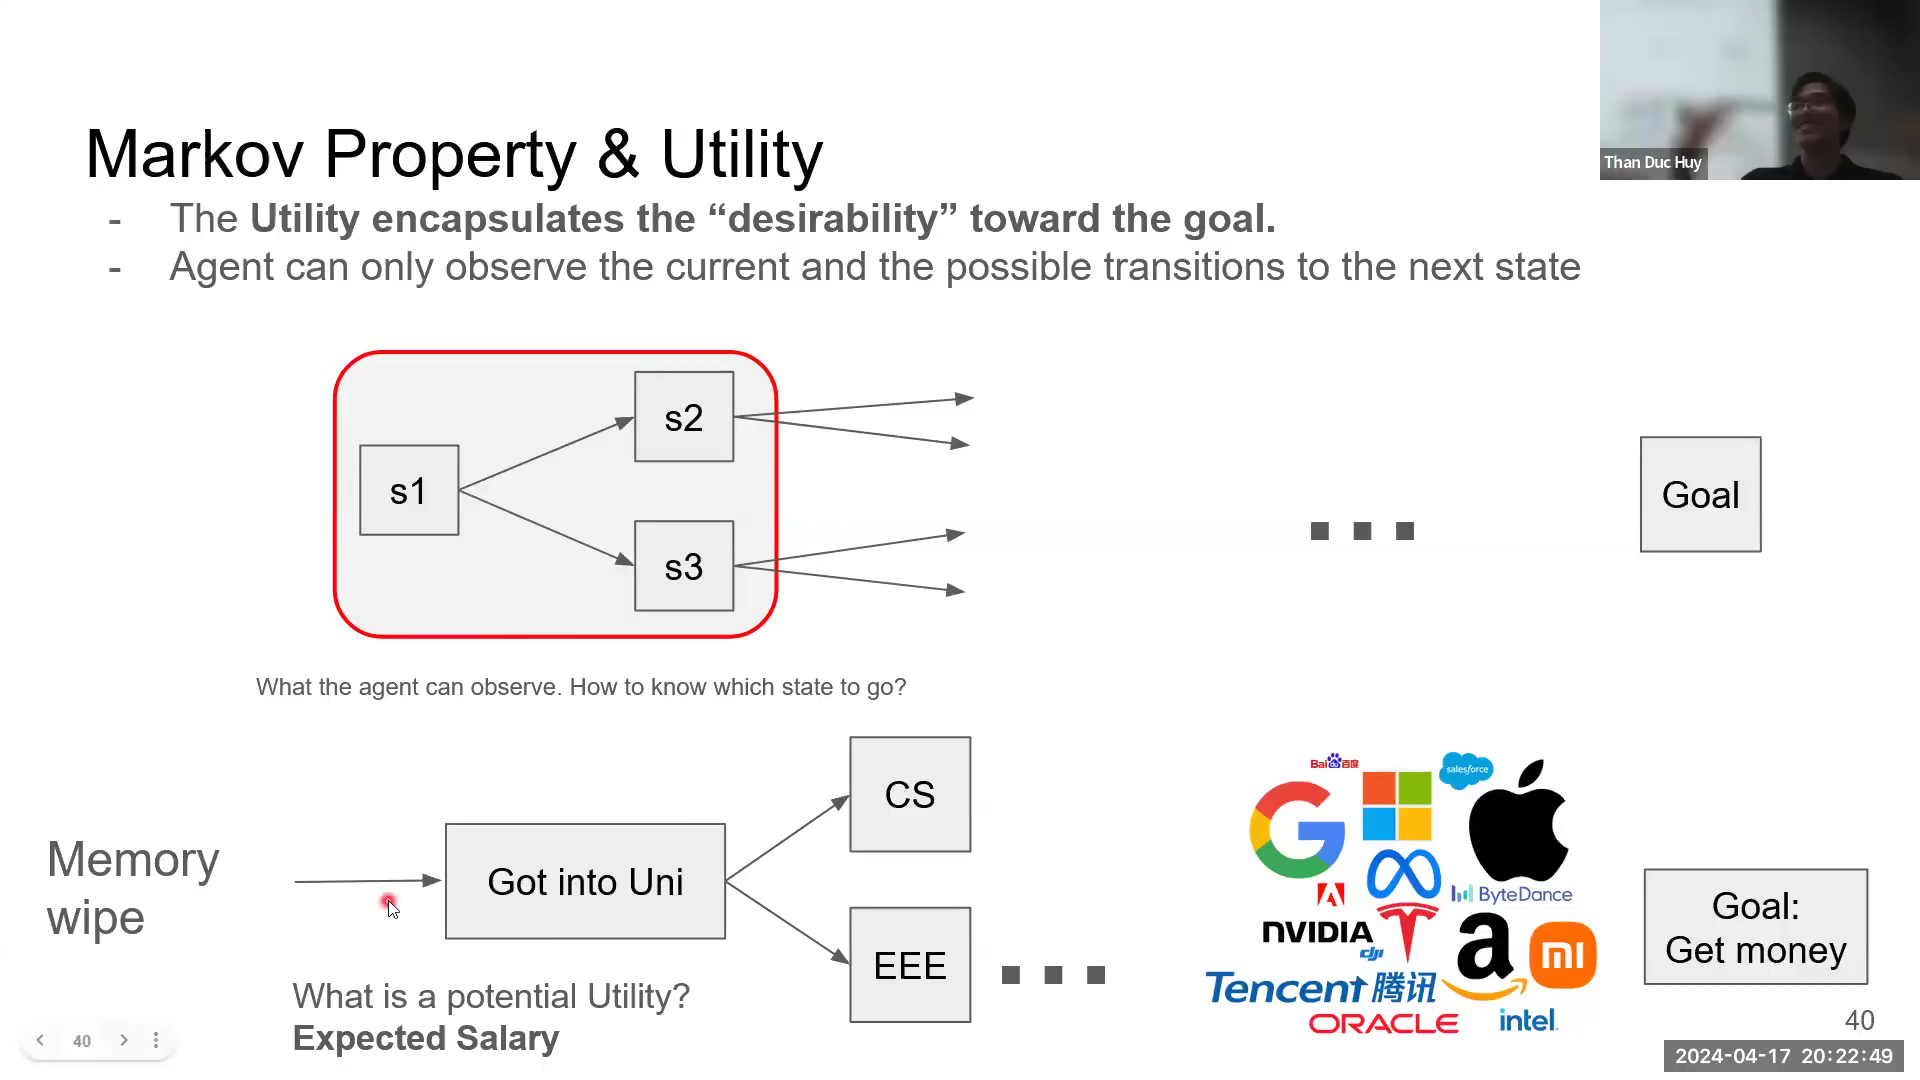 Than Duc Huy
Markov Property & Utility
- The Utility encapsulates the “desirability” toward the goal.
- Agent can only observe the current and the possible transitions to the next state
s1
s2
s3
Goal
What the agent can observe. How to know which state to go?
Memory
wipe
Got into Uni
CS
EEE
What is a potential Utility?
Expected Salary
Bai百度
salesforce
ByteDance
NVIDIA
dji
a
mi
Tencent腾讯
ORACLE
intel.
Goal:
Get money
40
40
2024-04-17 20:22:49